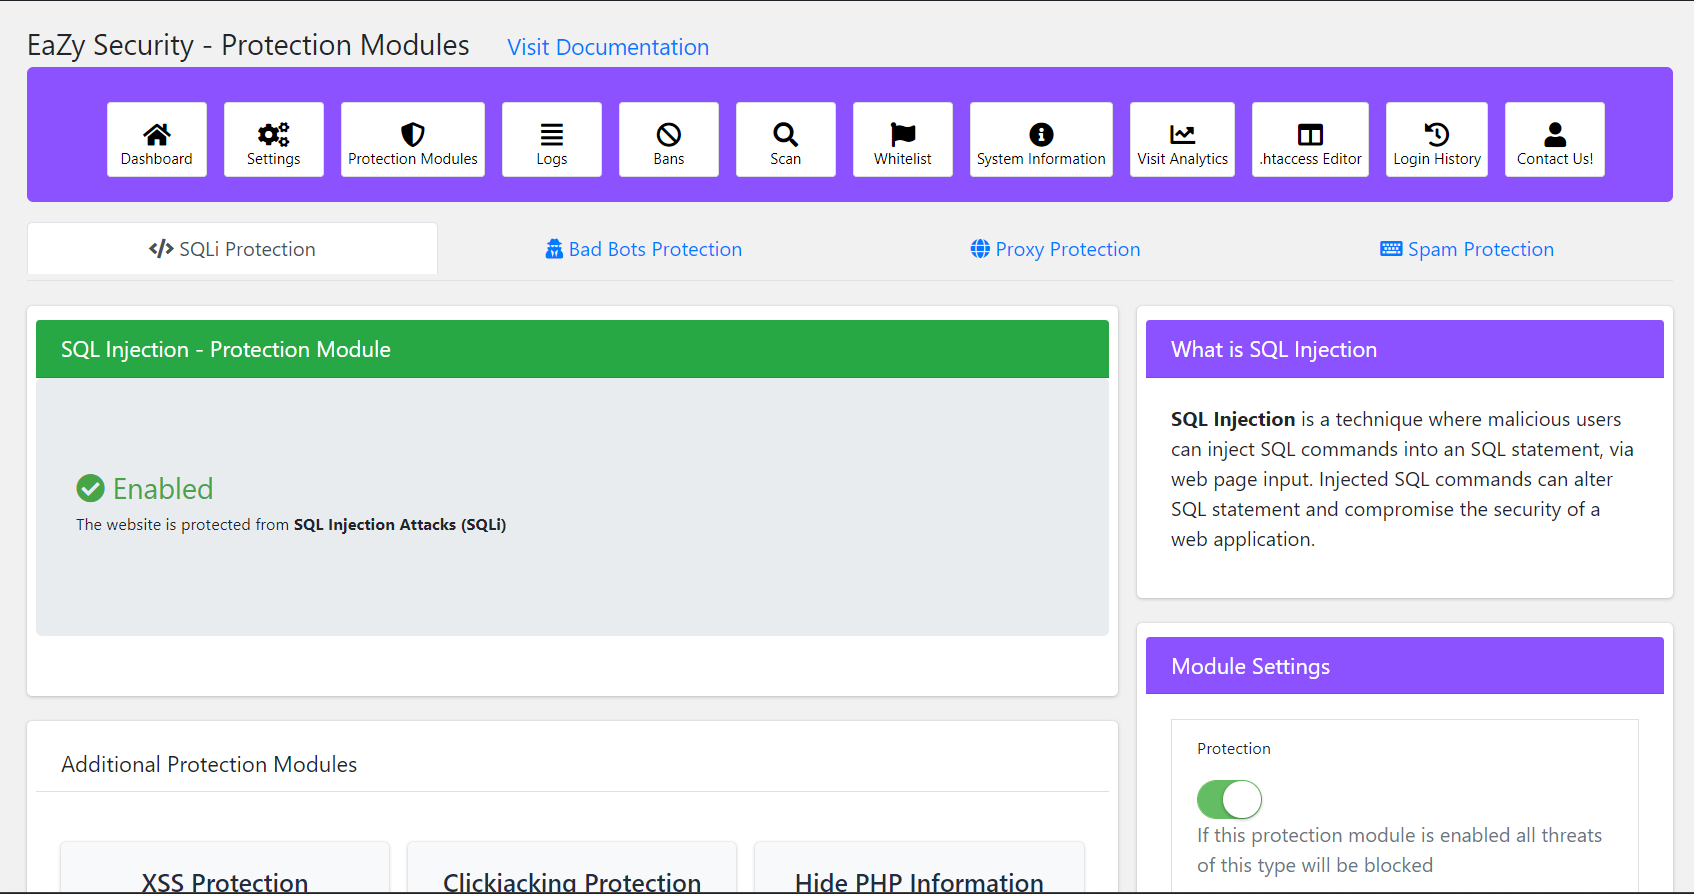 EaZy Security - Protection Modules Visit Documentation
Dashboard
Settings
Protection Modules
Logs
Bans
Scan
Whitelist
System Information
Visit Analytics
.htaccess Editor
Login History
Contact Us!
SQLi Protection
Bad Bots Protection
Proxy Protection
Spam Protection
SQL Injection - Protection Module
Enabled
The website is protected from SQL Injection Attacks (SQLi)
What is SQL Injection
SQL Injection is a technique where malicious users
can inject SQL commands into an SQL statement, via
web page input. Injected SQL commands can alter
SQL statement and compromise the security of a
web application.
Module Settings
Protection
If this protection module is enabled all threats
of this type will be blocked
Additional Protection Modules
XSS Protection
Clickjacking Protection
Hide PHP Information